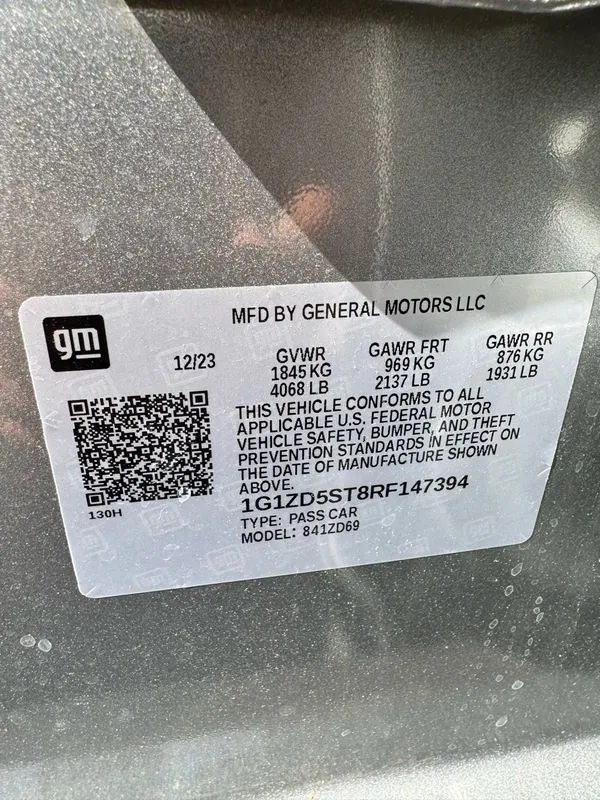 MFD BY GENERAL MOTORS LLC
gm
12/23
GVWR
1845 KG
4068 LB
GAWR FRT
969 KG
2137 LB
GAWR RR
876 KG
1931 LB
THIS VEHICLE CONFORMS TO ALL
APPLICABLE U.S. FEDERAL MOTOR
VEHICLE SAFETY, BUMPER, AND THEFT
PREVENTION STANDARDS IN EFFECT ON
THE DATE OF MANUFACTURE SHOWN
ABOVE.
130H
1G1ZD5ST8RF147394
TYPE: PASS CAR
MODEL: 841ZD69